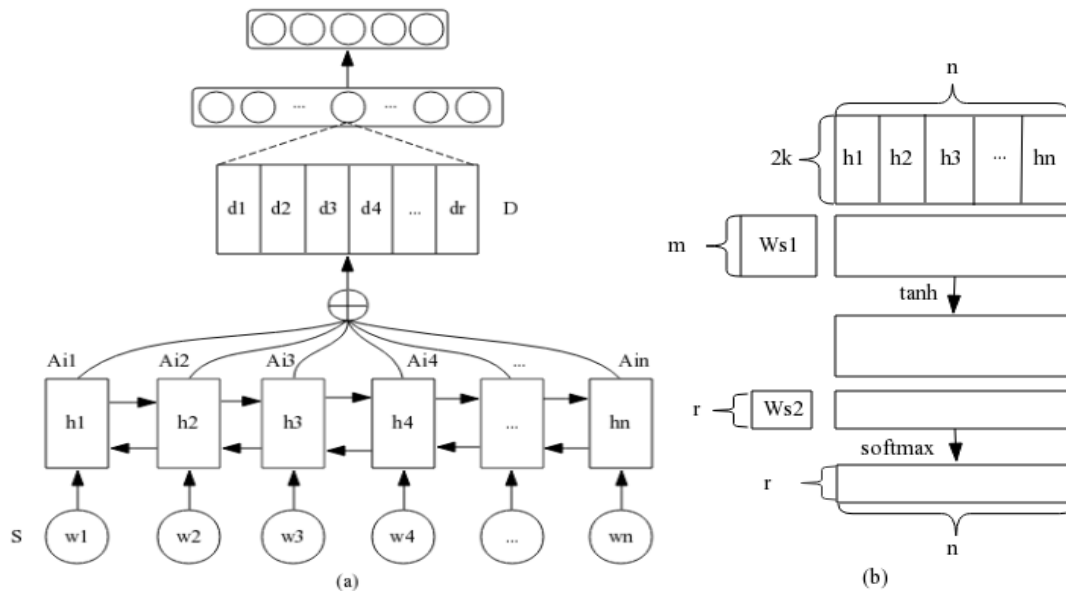 ... ...
d1 d2 d3 d4 ... dr D
Ai1 Ai2 Ai3 Ai4 ... Ain
h1 h2 h3 h4 ... hn
S w1 w2 w3 w4 ... wn
(a)
n
2k h1 h2 h3 ... hn
m Ws1
tanh
r Ws2
softmax
r
n
(b)